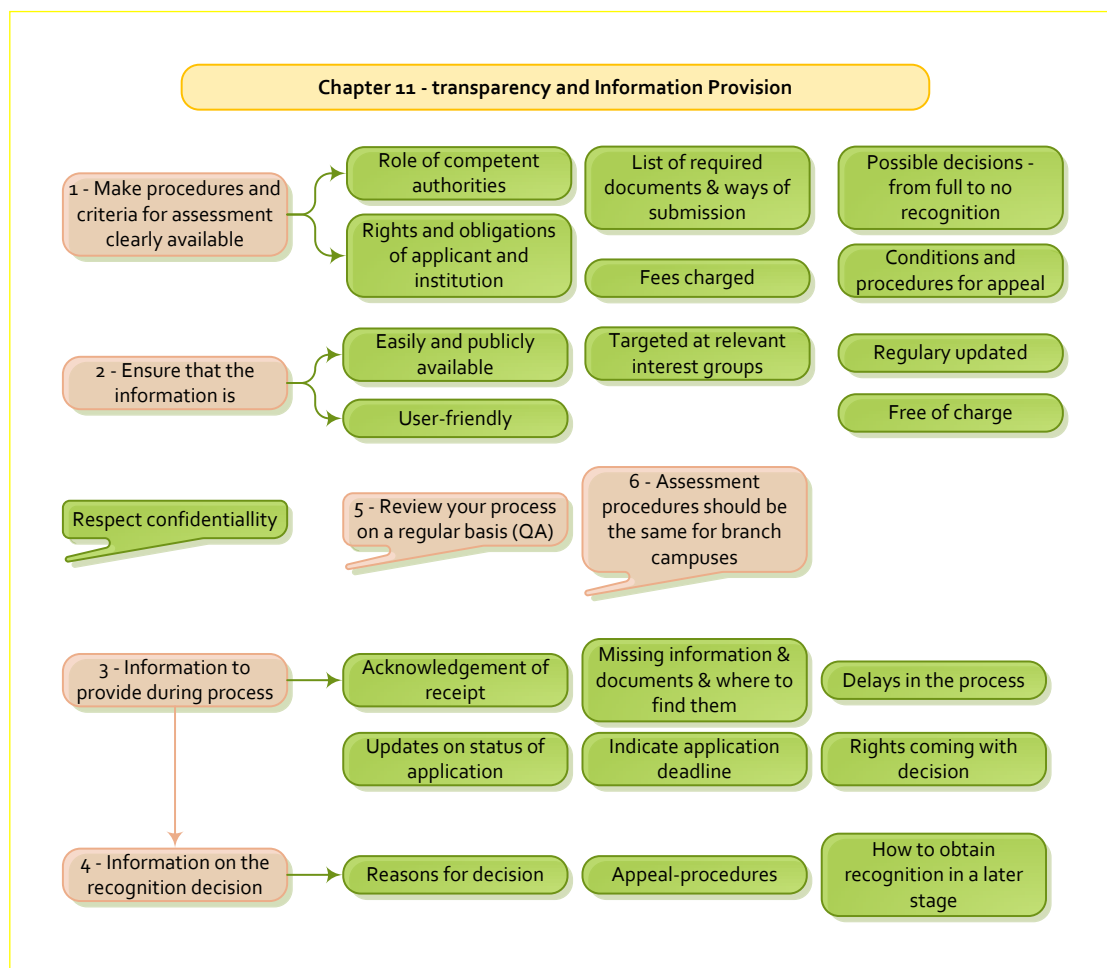 Chapter 11 - transparency and Information Provision
1 - Make procedures and
criteria for assessment
clearly available
Role of competent
authorities
Rights and obligations
of applicant and
institution
List of required
documents & ways of
submission
Fees charged
Possible decisions -
from full to no
recognition
Conditions and
procedures for appeal
2 - Ensure that the
information is
Easily and publicly
available
User-friendly
Targeted at relevant
interest groups
Regulary updated
Free of charge
Respect confidentiallity
5 - Review your process
on a regular basis (QA)
6 - Assessment
procedures should be
the same for branch
campuses
3 - Information to
provide during process
Acknowledgement of
receipt
Missing information &
documents & where to
find them
Delays in the process
Updates on status of
application
Indicate application
deadline
Rights coming with
decision
4 - Information on the
recognition decision
Reasons for decision
Appeal-procedures
How to obtain
recognition in a later
stage